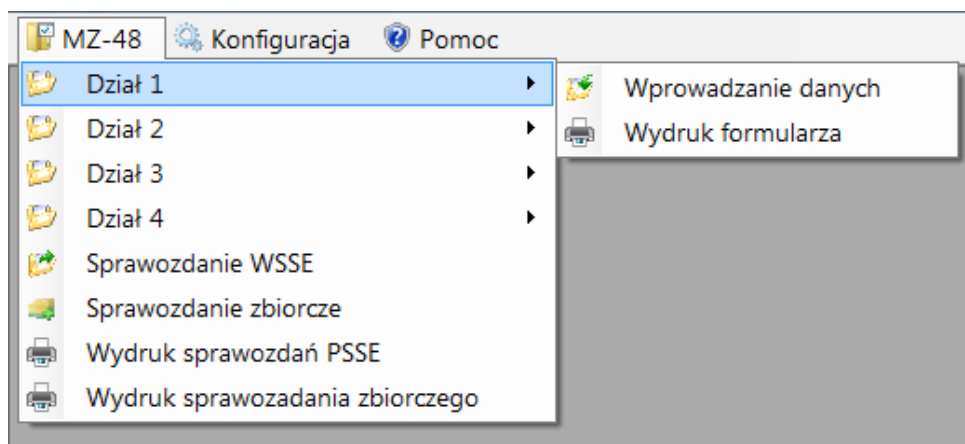 MZ-48 Konfiguracja Pomoc
Dział 1
Wprowadzanie danych
Dział 2
Wydruk formularza
Dział 3
Dział 4
Sprawozdanie WSSE
Sprawozdanie zbiorcze
Wydruk sprawozdań PSSE
Wydruk sprawozadania zbiorczego